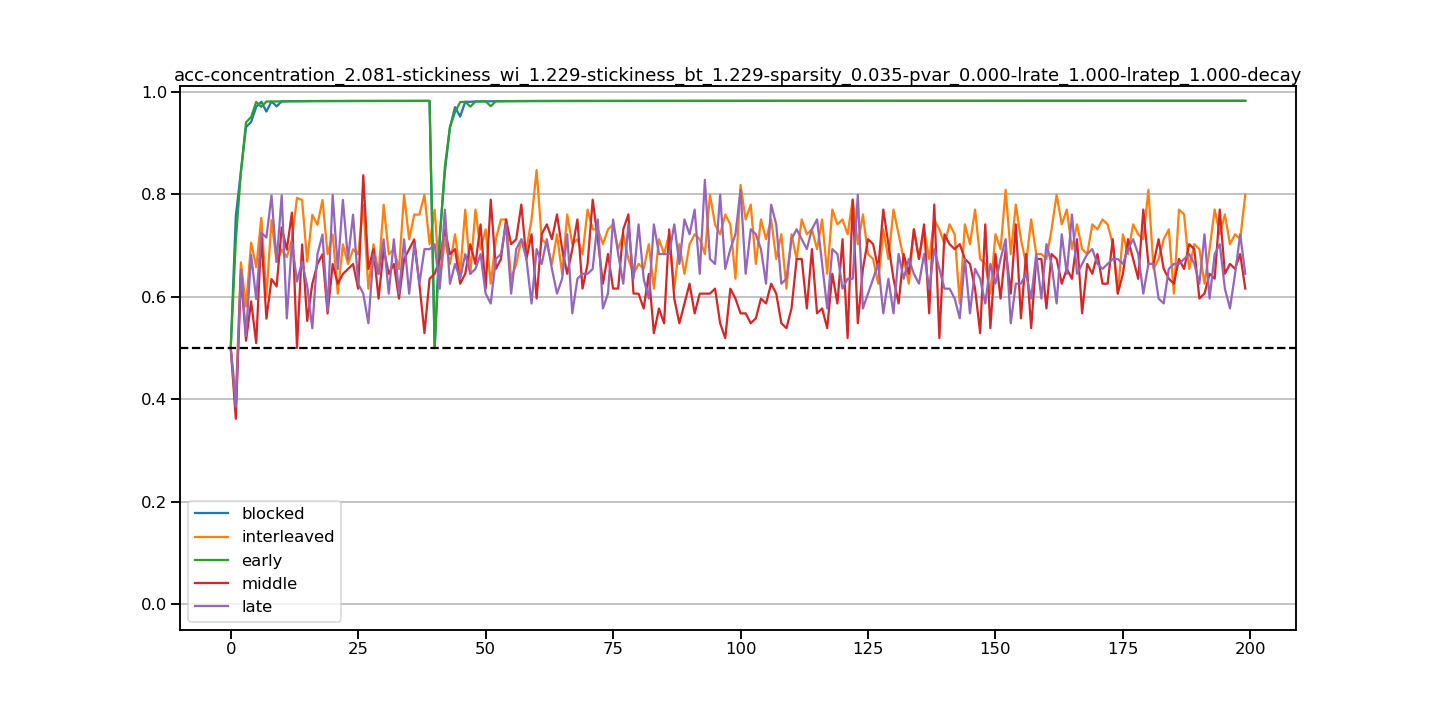 acc-concentration_2.081-stickiness_wi_1.229-stickiness_bt_1.229-sparsity_0.035-pvar_0.000-lrate_1.000-lratep_1.000-decay
1.0
0.8
0.6
0.4
0.2
0.0
blocked
interleaved
early
middle
late
0 25 50 75 100 125 150 175 200